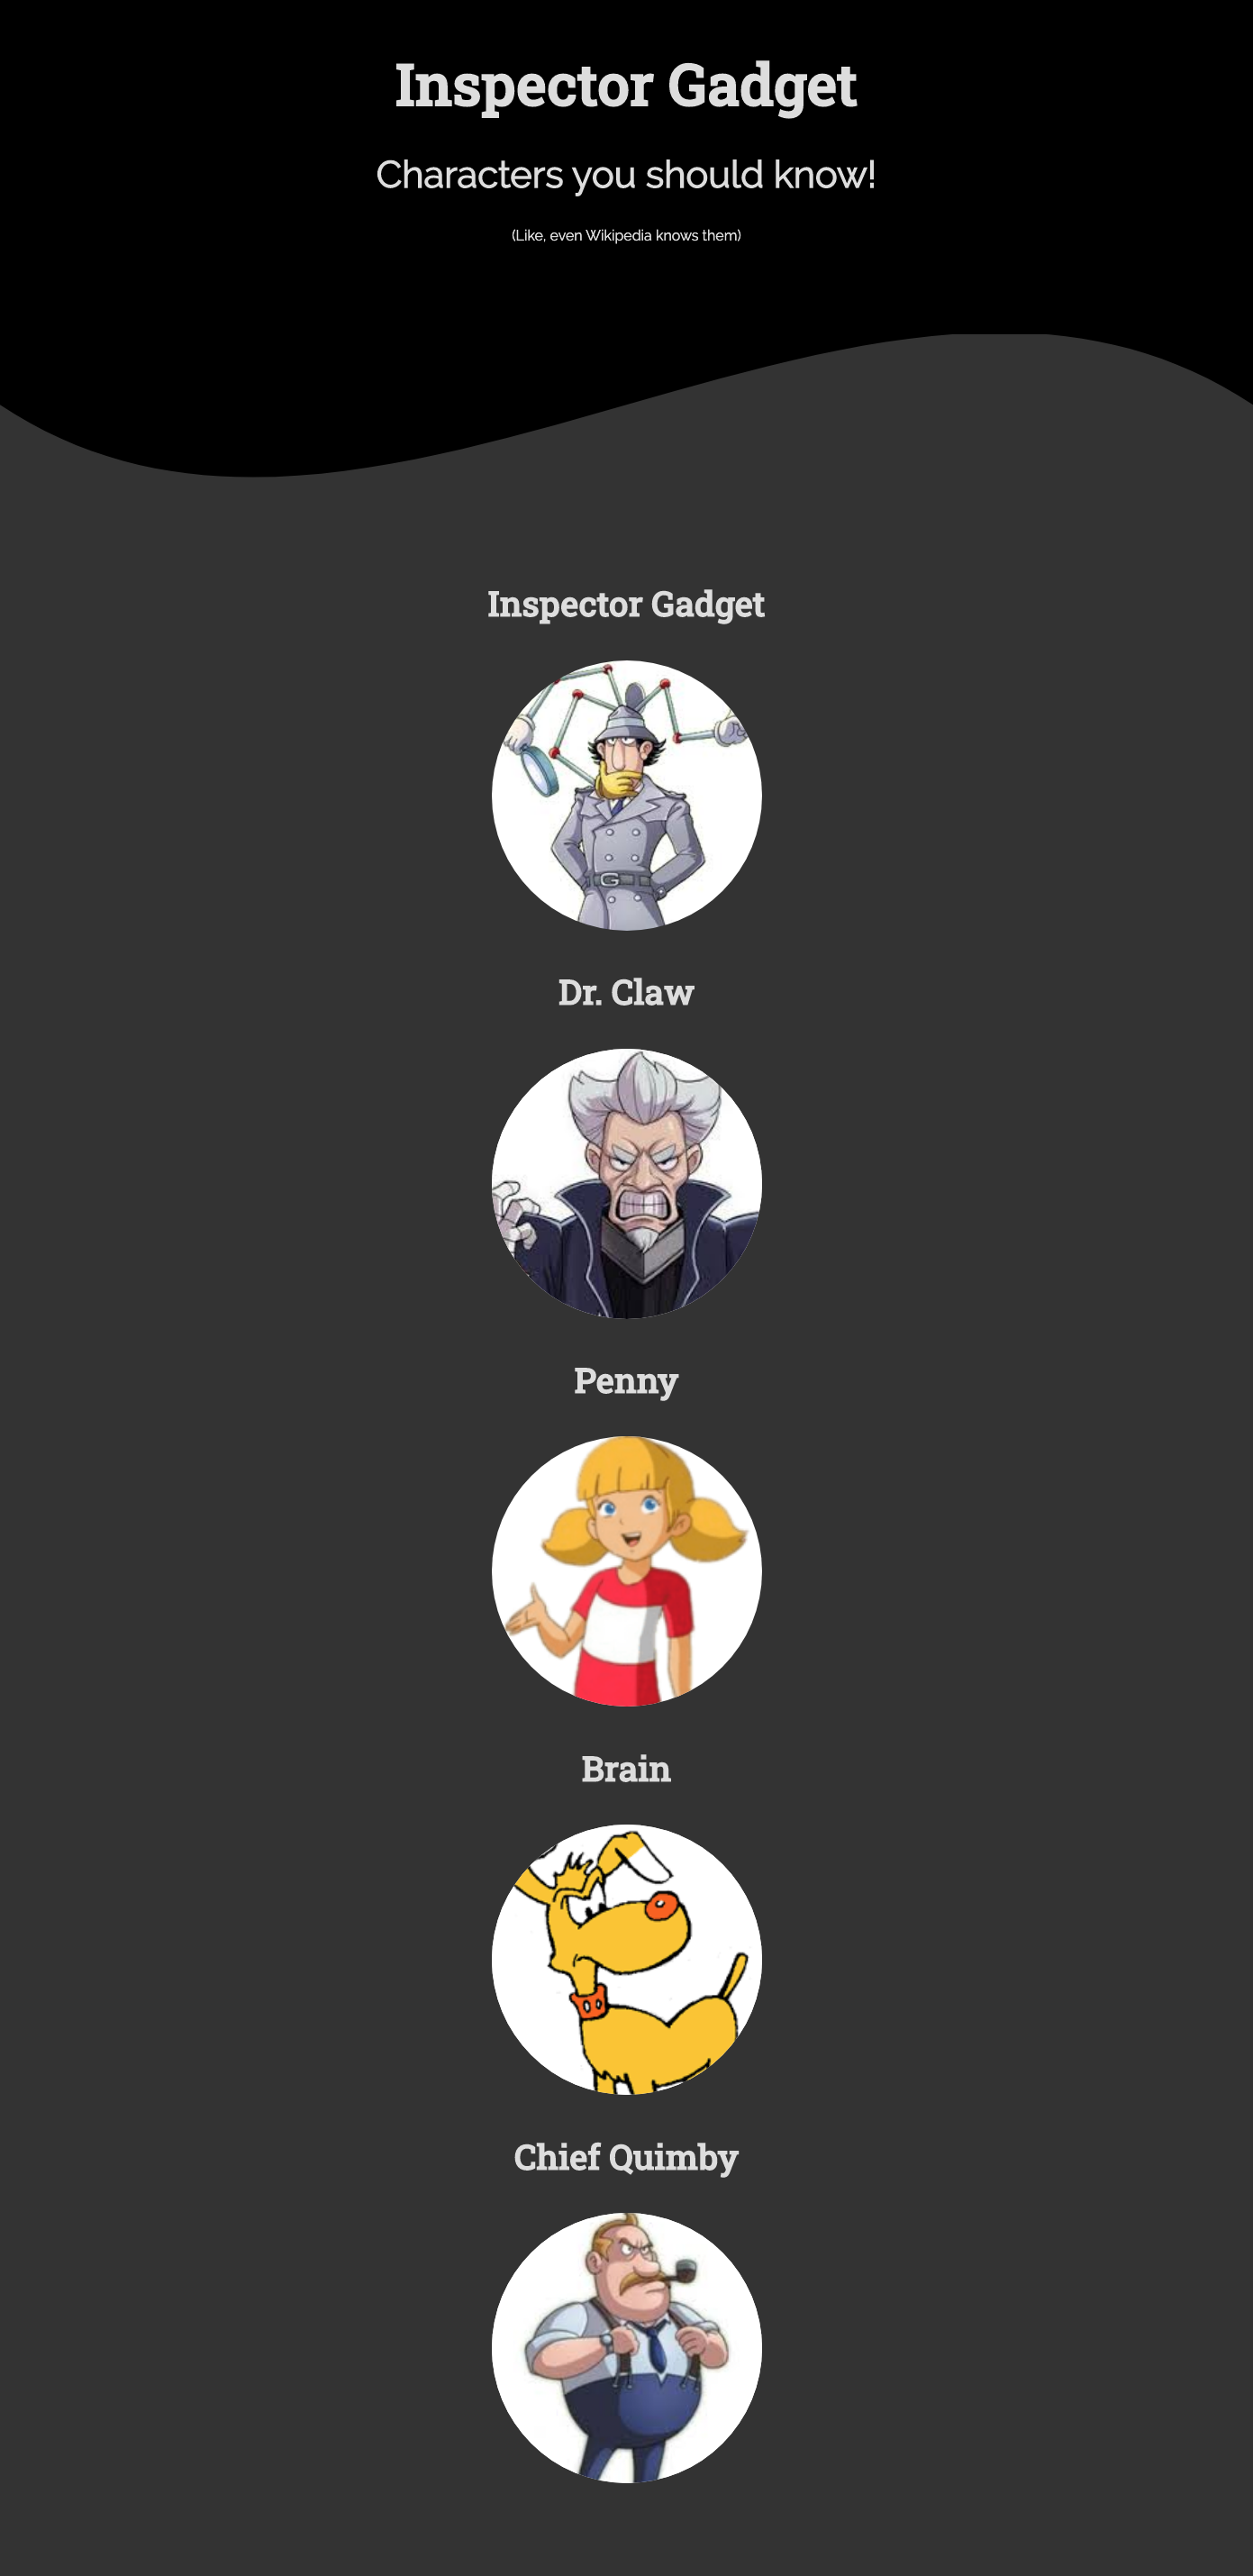 Inspector Gadget
Characters you should know!
(Like, even Wikipedia knows them)
Inspector Gadget
G
Dr. Claw
Penny
Brain
Chief Quimby